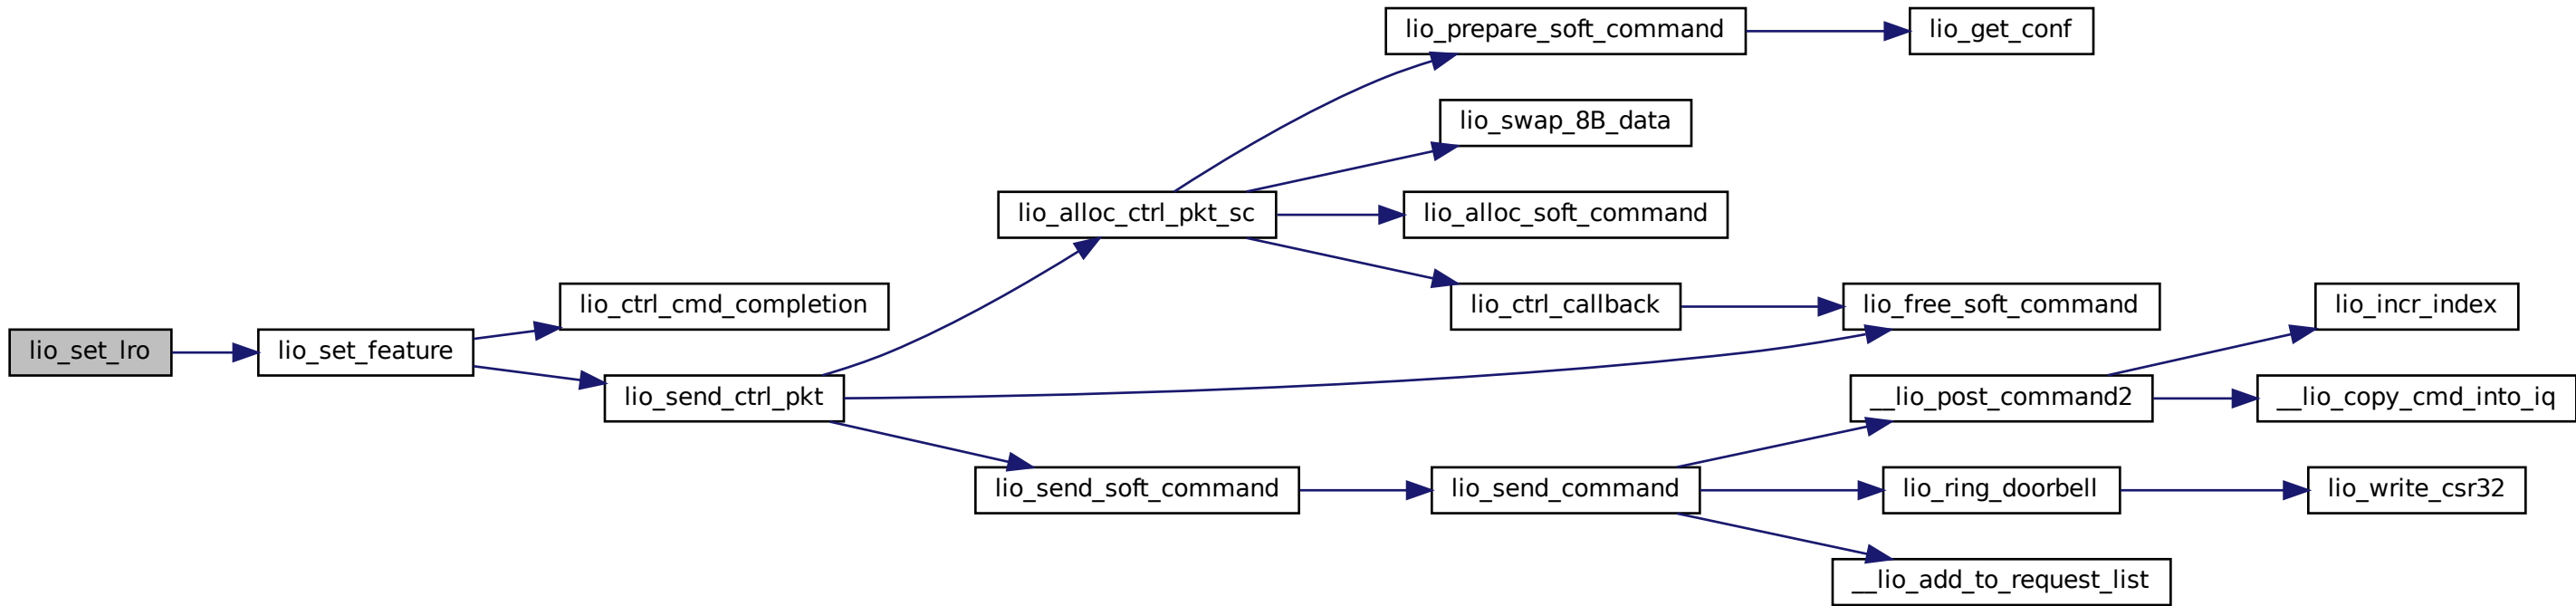 lio_prepare_soft_command
lio_get_conf
lio_swap_8B_data
lio_alloc_ctrl_pkt_sc
lio_alloc_soft_command
lio_ctrl_cmd_completion
lio_ctrl_callback
lio_free_soft_command
lio_incr_index
lio_set_lro
lio_set_feature
lio_send_ctrl_pkt
__lio_post_command2
__lio_copy_cmd_into_iq
lio_send_soft_command
lio_send_command
lio_ring_doorbell
lio_write_csr32
__lio_add_to_request_list